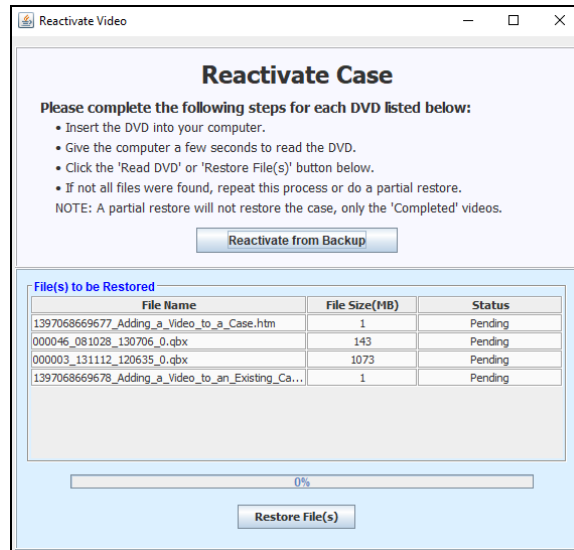 Reactivate Video
Reactivate Case
Please complete the following steps for each DVD listed below:
• Insert the DVD into your computer.
• Give the computer a few seconds to read the DVD.
• Click the 'Read DVD' or 'Restore File(s)' button below.
• If not all files were found, repeat this process or do a partial restore.
NOTE: A partial restore will not restore the case, only the 'Completed' videos.
Reactivate from Backup
File(s) to be Restored
File Name File Size(MB) Status
1397068669677_Adding_a_Video_to_a_Case.htm 1 Pending
000046_081028_130706_0.qbx 143 Pending
000003_131112_120635_0.qbx 1073 Pending
1397068669678_Adding_a_Video_to_an_Existing_Ca... 1 Pending
0%
Restore File(s)